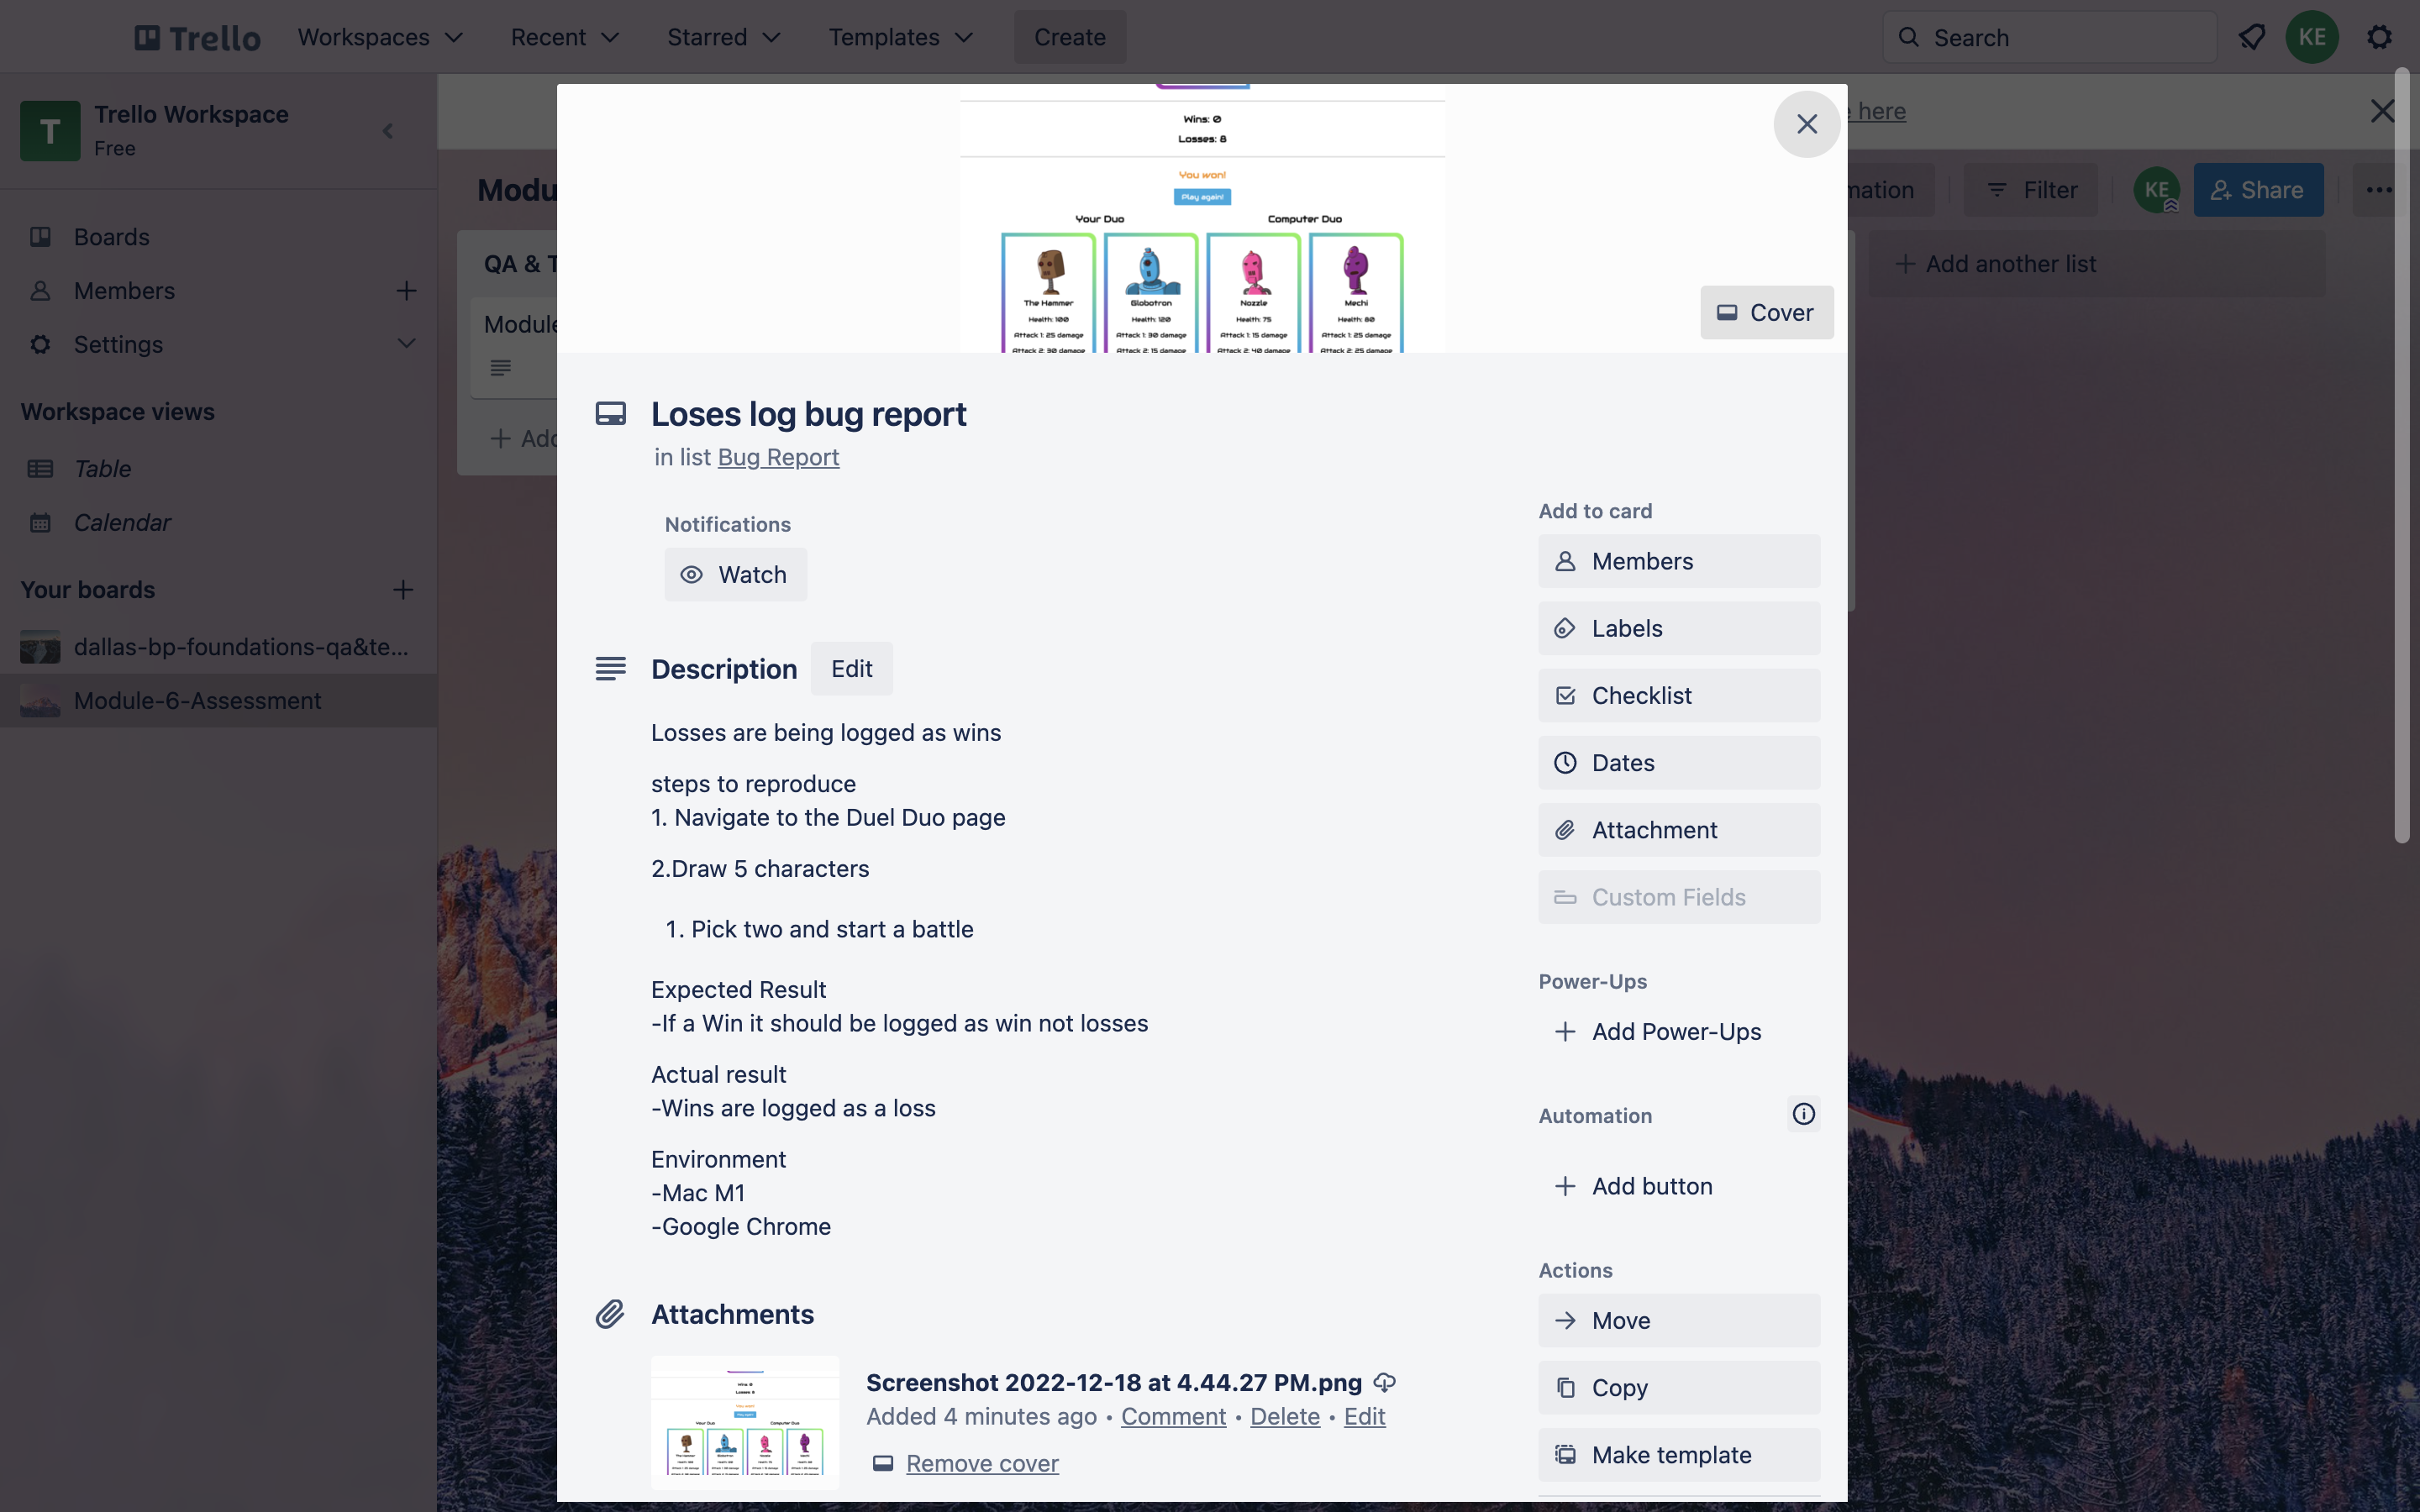 Trello
Workspaces
Recent
Starred
Templates
Create
Search
KE
T
Trello Workspace
Free
Boards
Members
Settings
Workspace views
Table
Calendar
Your boards
dallas-bp-foundations-qa&te...
Module-6-Assessment
here
Modu
mation
Filter
KE
Share
QA & T
Module
Add
Add another list
Wins: 0
Losses: 8
You won!
Play again!
Your Duo
Computer Duo
The Hammer
Health: 100
Attack 1: 25 damage
Attack 2: 30 damage
Globotron
Health: 120
Attack 1: 30 damage
Attack 2: 15 damage
Nozzle
Health: 75
Attack 1: 15 damage
Attack 2: 40 damage
Mechi
Health: 80
Attack 1: 25 damage
Attack 2: 25 damage
Cover
Loses log bug report
in list Bug Report
Notifications
Watch
Description
Edit
Losses are being logged as wins
steps to reproduce
1. Navigate to the Duel Duo page
2.Draw 5 characters
1. Pick two and start a battle
Expected Result
-If a Win it should be logged as win not losses
Actual result
-Wins are logged as a loss
Environment
-Mac M1
-Google Chrome
Attachments
Screenshot 2022-12-18 at 4.44.27 PM.png
Added 4 minutes ago • Comment • Delete • Edit
Remove cover
Add to card
Members
Labels
Checklist
Dates
Attachment
Custom Fields
Power-Ups
Add Power-Ups
Automation
Add button
Actions
Move
Copy
Make template